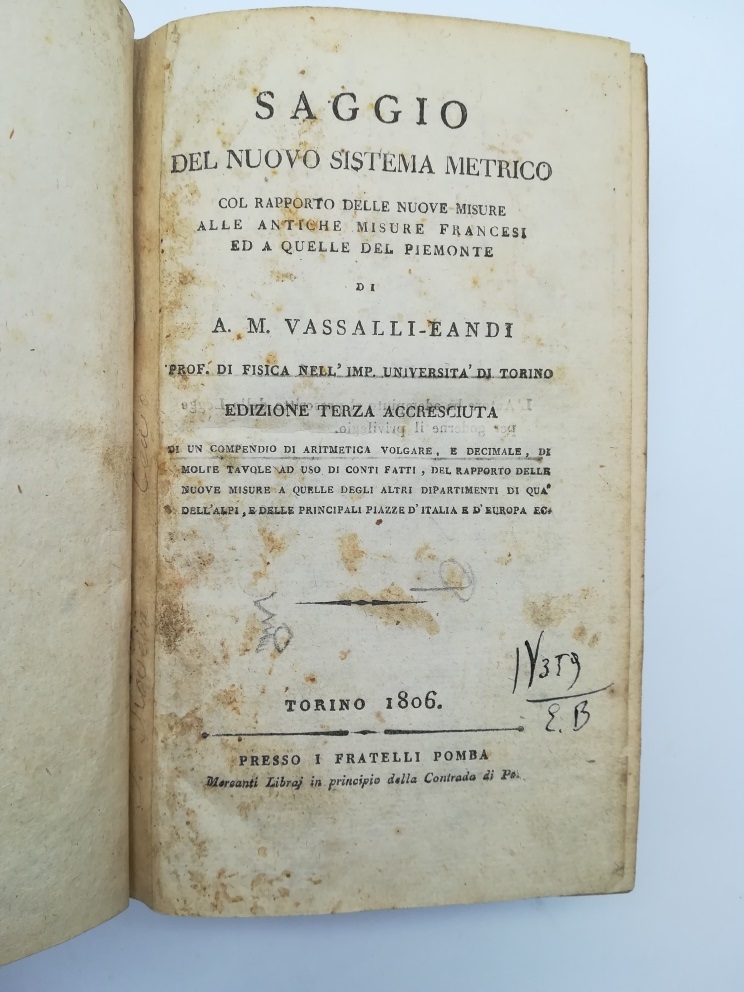 SAGGIO
DEL NUOVO SISTEMA METRICO
COL RAPPORTO DELLE NUOVE MISURE
ALLE ANTICHE MISURE FRANCESI
ED A QUELLE DEL PIEMONTE
DI
A. M. VASSALLI-EANDI
PROF. DI FISICA NELL' IMP. UNIVERSITA' DI TORINO
EDIZIONE TERZA ACCRESCIUTA
DI UN COMPENDIO DI ARITMETICA VOLGARE, E DECIMALE, DI
MOLTE TAVOLE AD USO DI CONTI FATTI, DEL RAPPORTO DELLE
NUOVE MISURE A QUELLE DEGLI ALTRI DIPARTIMENTI DI QUA'
DELL'ALPI, E DELLE PRINCIPALI PIAZZE D'ITALIA E D'EUROPA EC.
E. B
TORINO 1806.
PRESSO I FRATELLI POMBA
Mercanti Libraj in principio della Contrada di Po.